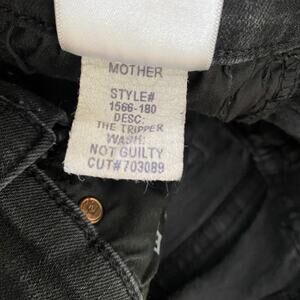 MOTHER
STYLE#
1566-180
DESC:
THE TRIPPER
WASH:
NOT GUILTY
CUT#703089